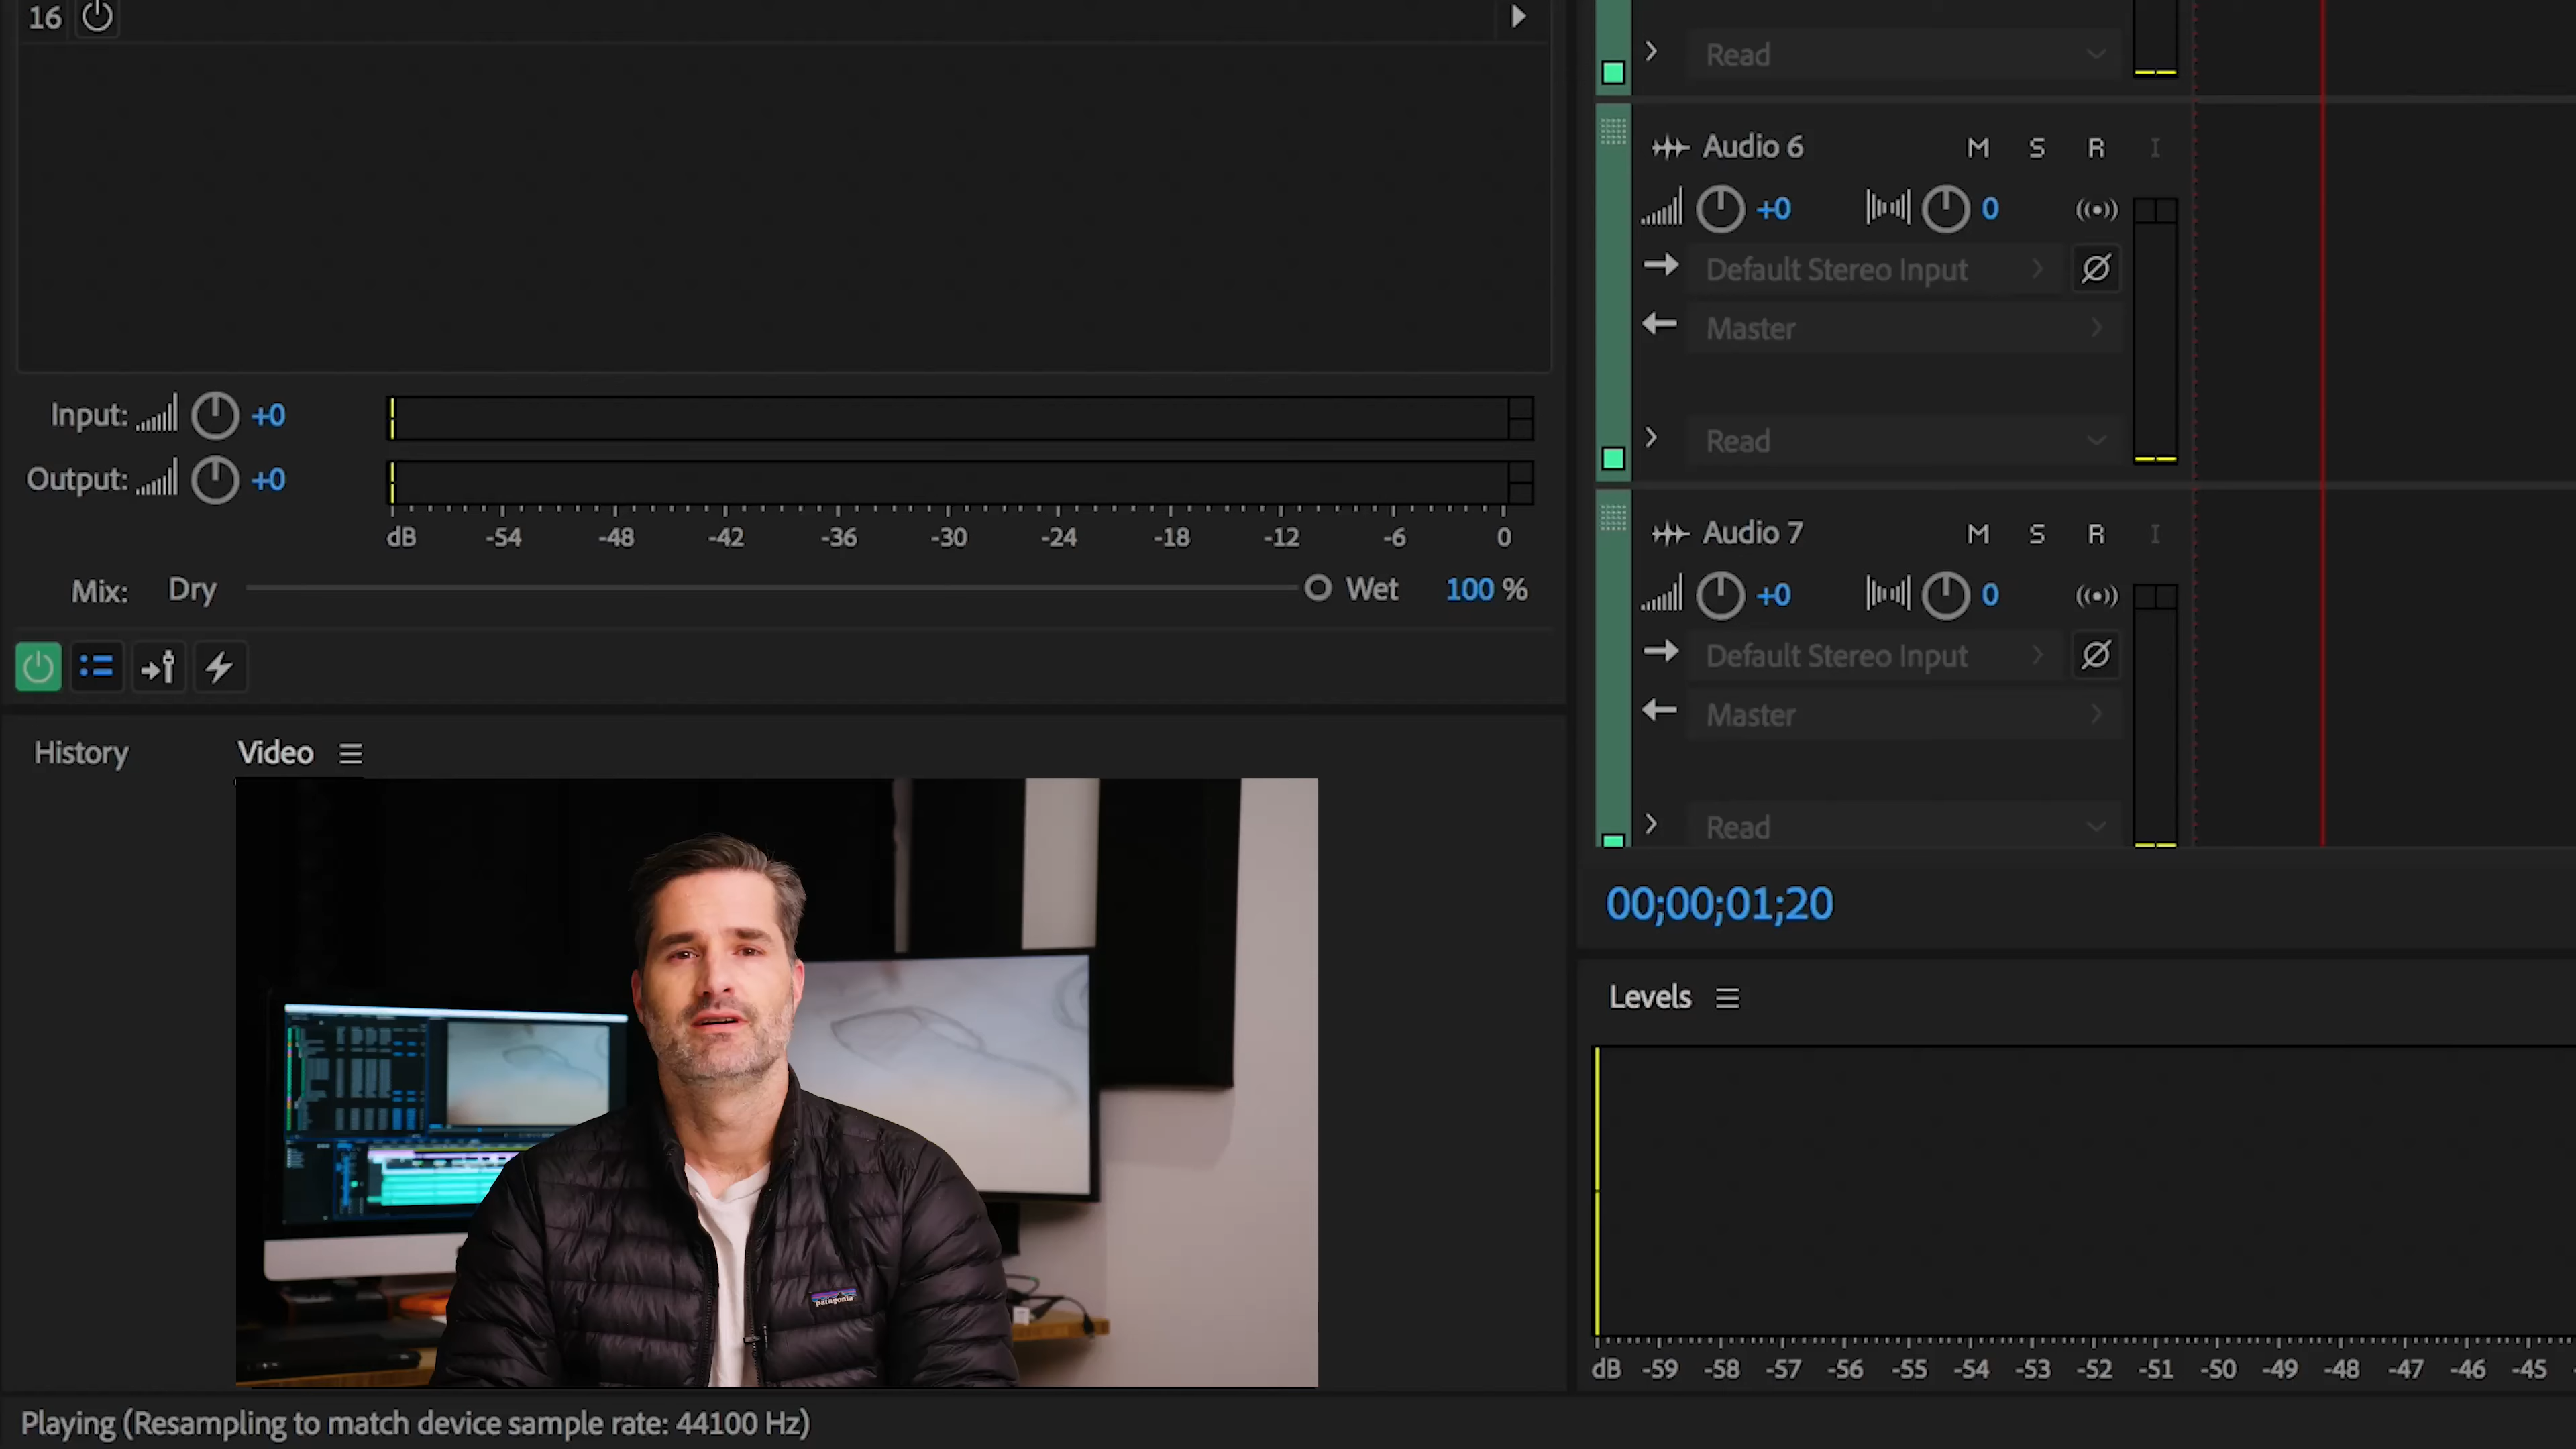 16
Input: +0
Output: +0
dB -54 -48 -42 -36 -30 -24 -18 -12 -6 0
Mix: Dry Wet 100 %
History Video
patagonia
Playing (Resampling to match device sample rate: 44100 Hz)
Read
Audio 6 M S R I
+0 0
Default Stereo Input
Master
Read
Audio 7 M S R I
+0 0
Default Stereo Input
Master
Read
00;00;01;20
Levels
dB -59 -58 -57 -56 -55 -54 -53 -52 -51 -50 -49 -48 -47 -46 -45